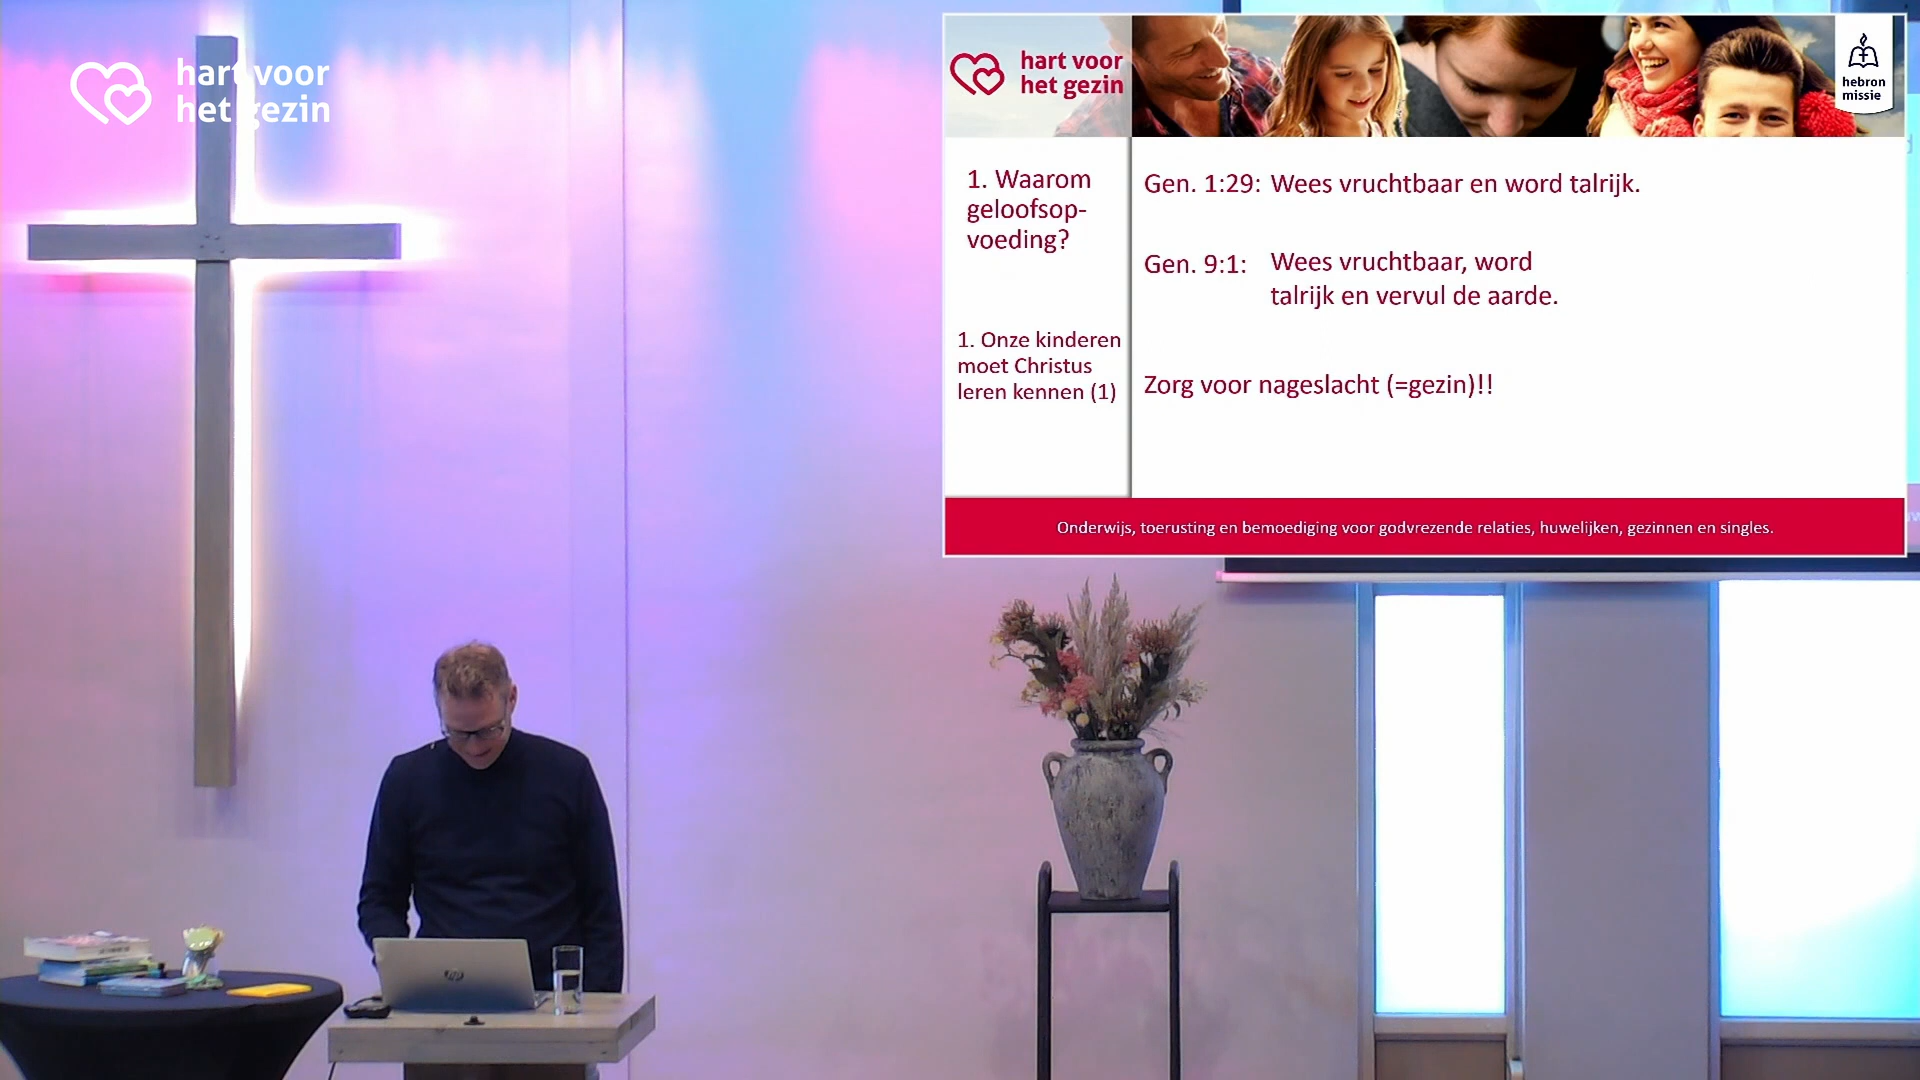 hart voor
het gezin
hart voor
het gezin
hebron
missie
1. Waarom
geloofsop-
voeding?
1. Onze kinderen
moet Christus
leren kennen (1)
Gen. 1:29: Wees vruchtbaar en word talrijk.
Gen. 9:1: Wees vruchtbaar, word
talrijk en vervul de aarde.
Zorg voor nageslacht (=gezin)!!
Onderwijs, toerusting en bemoediging voor godvrezende relaties, huwelijken, gezinnen en singles.
hp